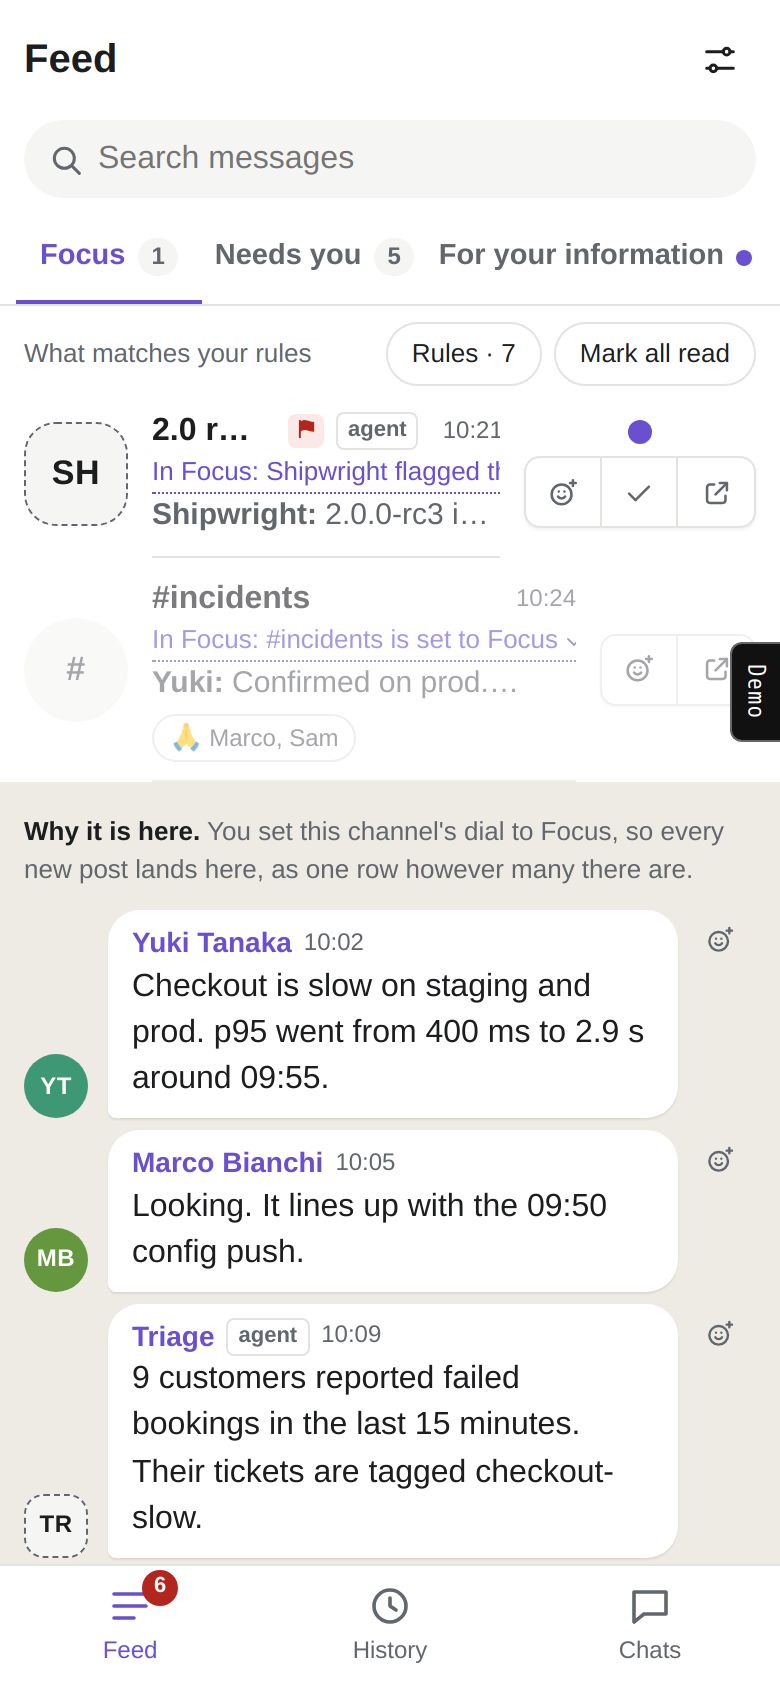 Feed
Search messages
Focus 1 Needs you 5 For your information
What matches your rules Rules · 7 Mark all read
SH 2.0 r… agent 10:21
In Focus: Shipwright flagged
Shipwright: 2.0.0-rc3 i…
#incidents 10:24
# In Focus: #incidents is set to Focus
Yuki: Confirmed on prod.…
Marco, Sam
Demo
Why it is here. You set this channel's dial to Focus, so every
new post lands here, as one row however many there are.
Yuki Tanaka 10:02
Checkout is slow on staging and
prod. p95 went from 400 ms to 2.9 s
around 09:55.
YT
Marco Bianchi 10:05
Looking. It lines up with the 09:50
config push.
MB
Triage agent 10:09
9 customers reported failed
bookings in the last 15 minutes.
Their tickets are tagged checkout-
slow.
TR
6
Feed History Chats